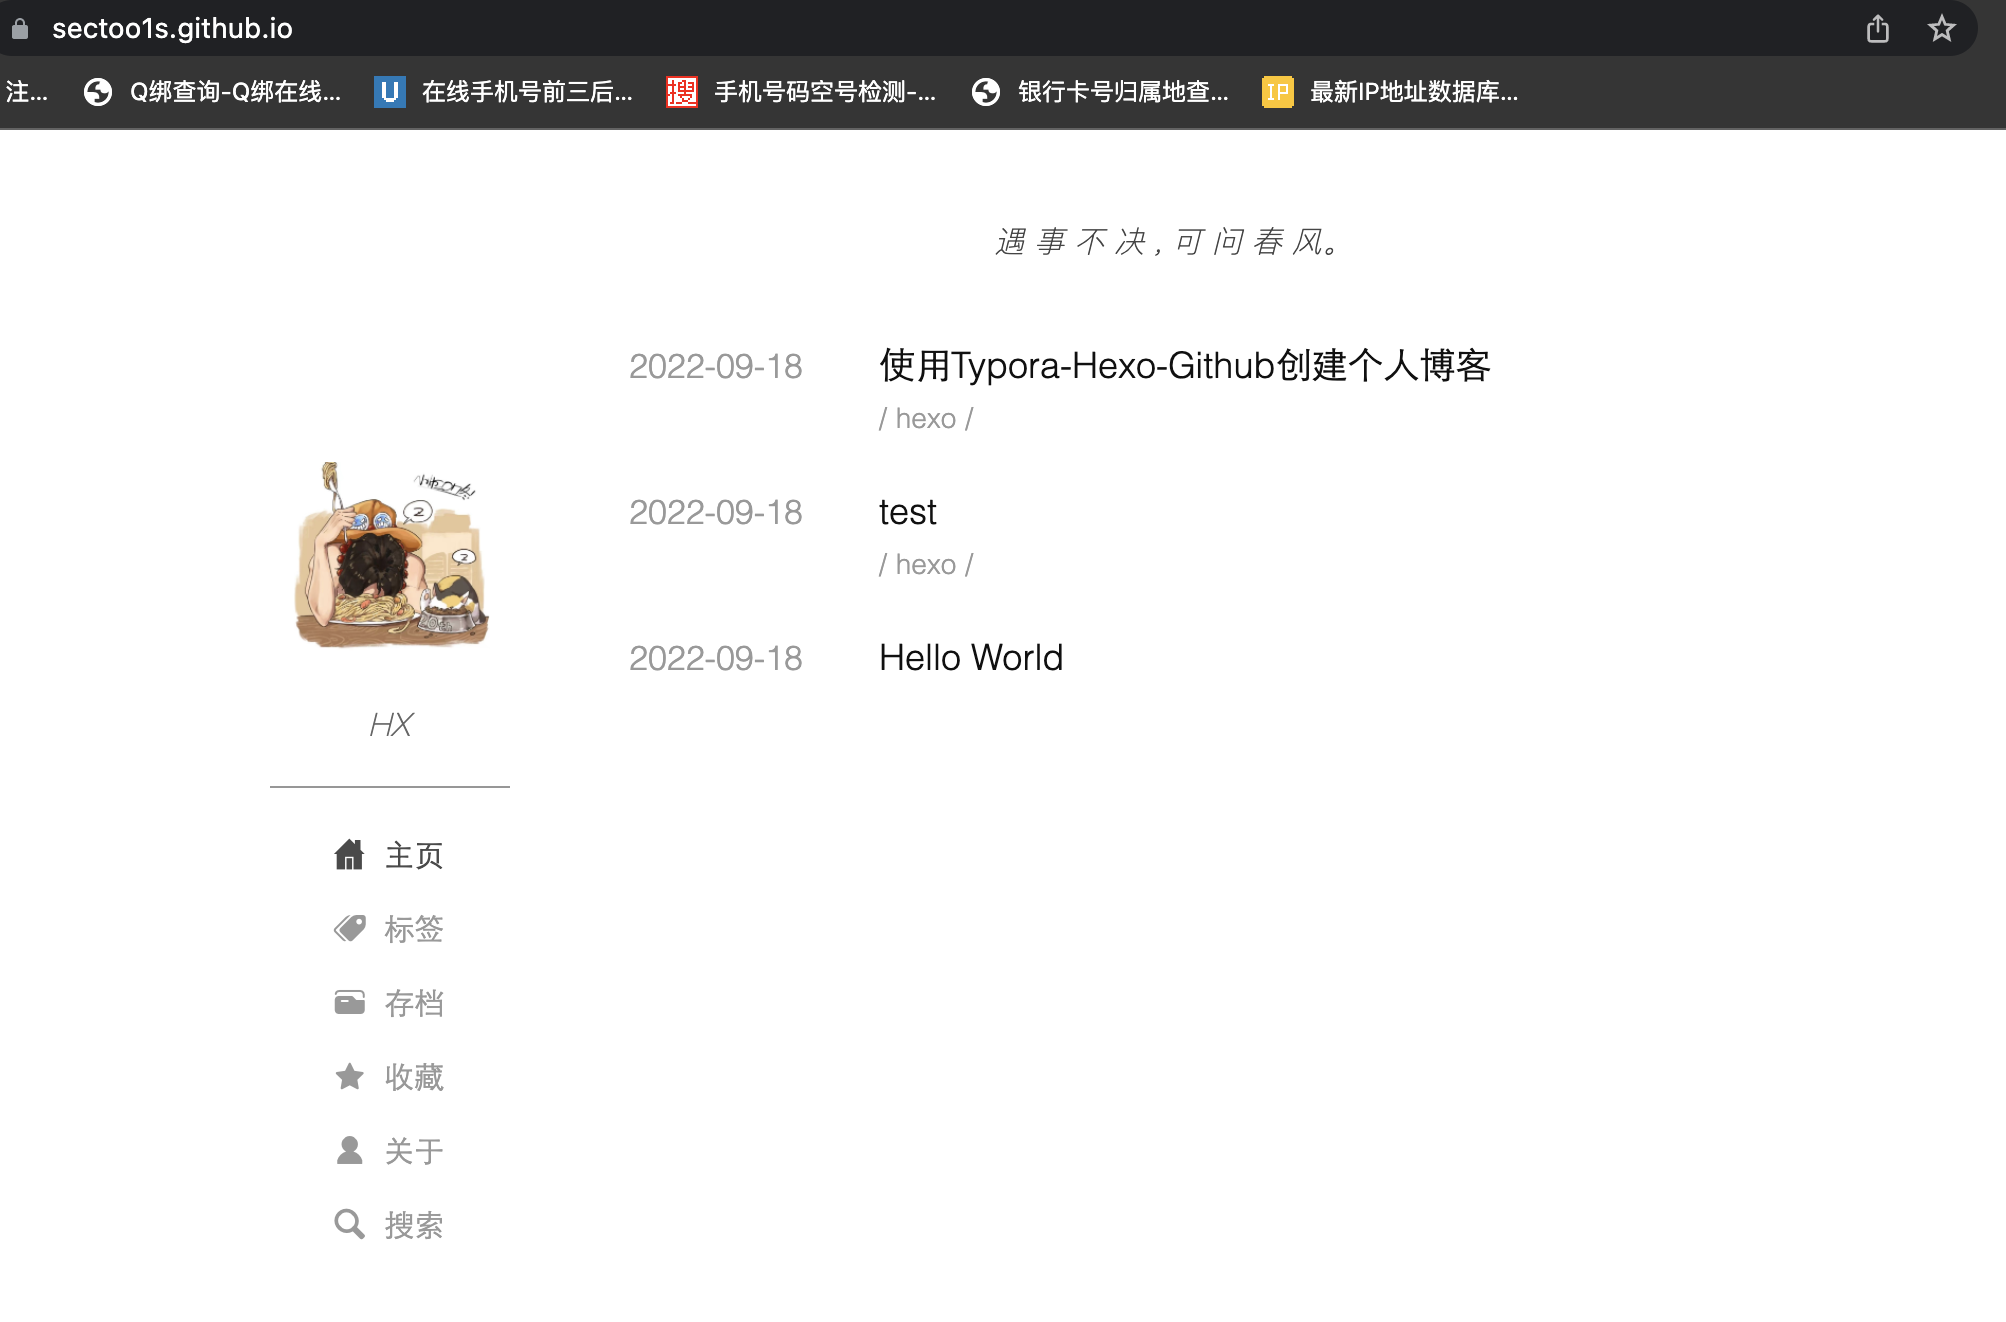 sectoo1s.github.io
注... Q绑查询-Q绑在线... 在线手机号前三后... 搜 手机号码空号检测-... 银行卡号归属地查... IP 最新IP地址数据库...
遇事不决,可问春风。
2022-09-18 使用Typora-Hexo-Github创建个人博客
/ hexo /
2022-09-18 test
/ hexo /
2022-09-18 Hello World
HX
主页
标签
存档
收藏
关于
搜索